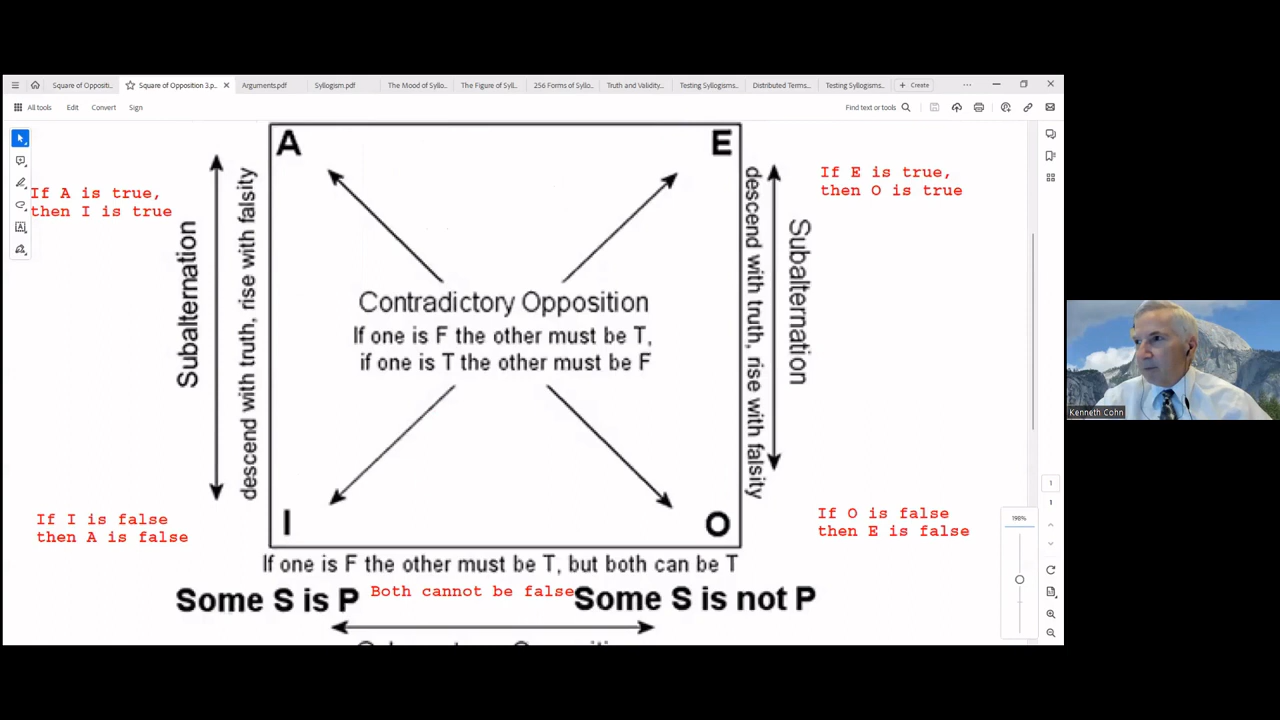 Square of Oppositi...
Square of Opposition 3.p...
Arguments.pdf
Syllogism.pdf
The Mood of Syllo...
The Figure of Syll...
256 Forms of Syllo...
Truth and Validity...
Testing Syllogisms...
Distributed Terms...
Testing Syllogisms..
+ Create
All tools
Edit
Convert
Sign
Find text or tools
A
E
If A is true,
then I is true
If E is true,
then O is true
Subalternation
descend with truth, rise with falsity
descend with truth, rise with falsity
Subalternation
Contradictory Opposition
If one is F the other must be T,
if one is T the other must be F
Kenneth Cohn
If I is false
then A is false
I
O
If O is false
then E is false
1
1
198%
If one is F the other must be T, but both can be T
Some S is P
Both cannot be false
Some S is not P